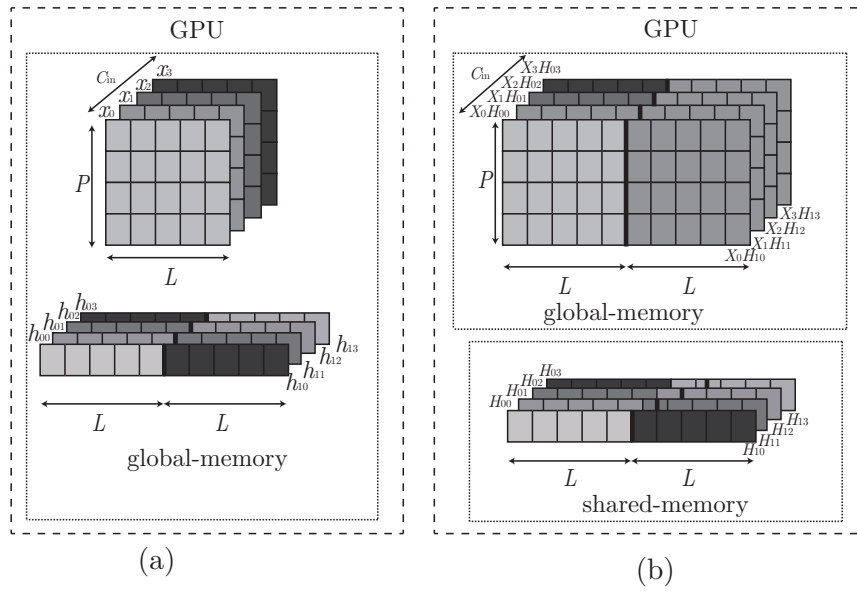 (a)
GPU
C_in
x_3
x_2
x_1
x_0
P
L
h_03
h_02
h_01
h_00
h_13
h_12
h_11
h_10
L
L
global-memory
(b)
GPU
C_in
X_3H_03
X_2H_02
X_1H_01
X_0H_00
P
X_3H_13
X_2H_12
X_1H_11
X_0H_10
L
L
global-memory
H_03
H_02
H_01
H_00
H_13
H_12
H_11
H_10
L
L
shared-memory
(a)
(b)